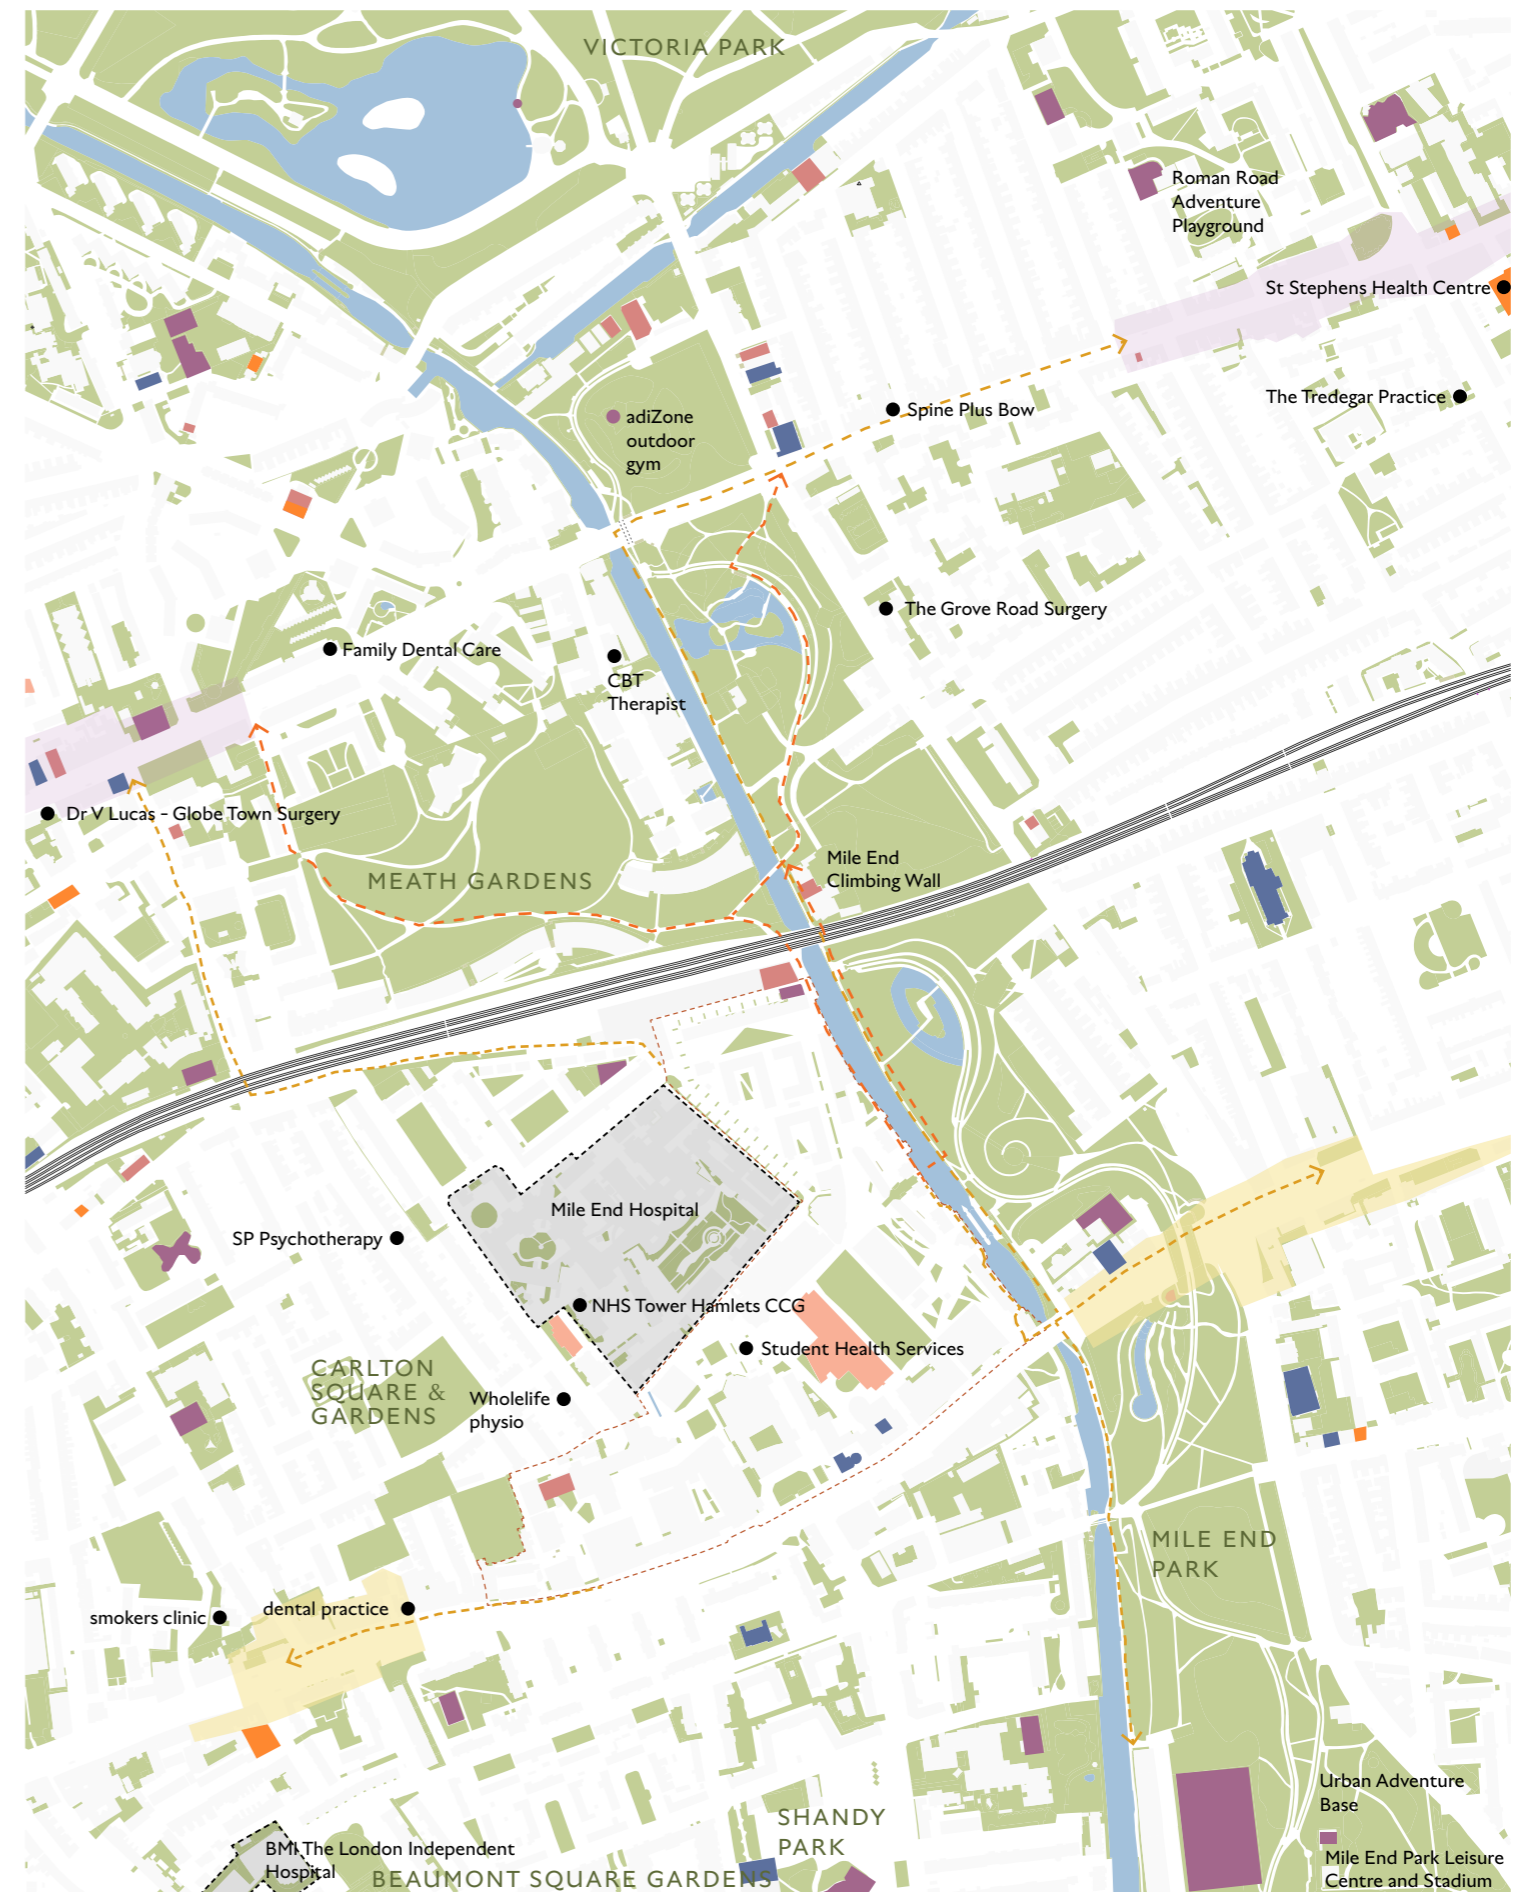 VICTORIA PARK
Roman Road
Adventure
Playground
St Stephens Health Centre
The Tredegar Practice
adiZone
outdoor
gym
Spine Plus Bow
The Grove Road Surgery
Family Dental Care
CBT
Therapist
Dr V Lucas - Globe Town Surgery
MEATH GARDENS
Mile End
Climbing Wall
Mile End Hospital
SP Psychotherapy
NHS Tower Hamlets CCG
Student Health Services
CARLTON
SQUARE &
GARDENS
Wholelife
physio
MILE END
PARK
smokers clinic
dental practice
Urban Adventure
Base
SHANDY
PARK
BMI The London Independent
Hospital
BEAUMONT SQUARE GARDENS
Mile End Park Leisure
Centre and Stadium